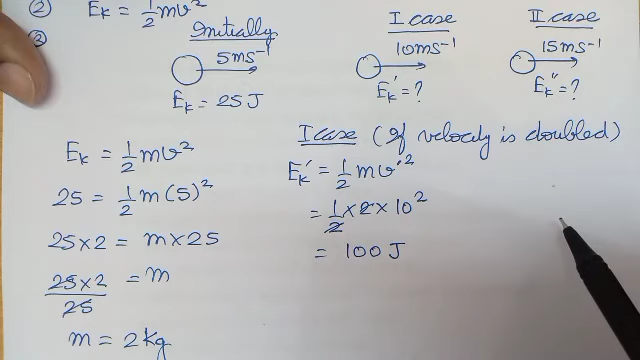 ② Eₖ = 1/2 mv²
③
Initially
5ms⁻¹
Eₖ = 25 J
I case
10ms⁻¹
Eₖ' = ?
II case
15ms⁻¹
Eₖ'' = ?
Eₖ = 1/2 mv²
25 = 1/2 m(5)²
25×2 = m×25
25×2/25 = m
m = 2 Kg
I case (If velocity is doubled)
Eₖ' = 1/2 mv'²
= 1/2 × 2 × 10²
= 100 J